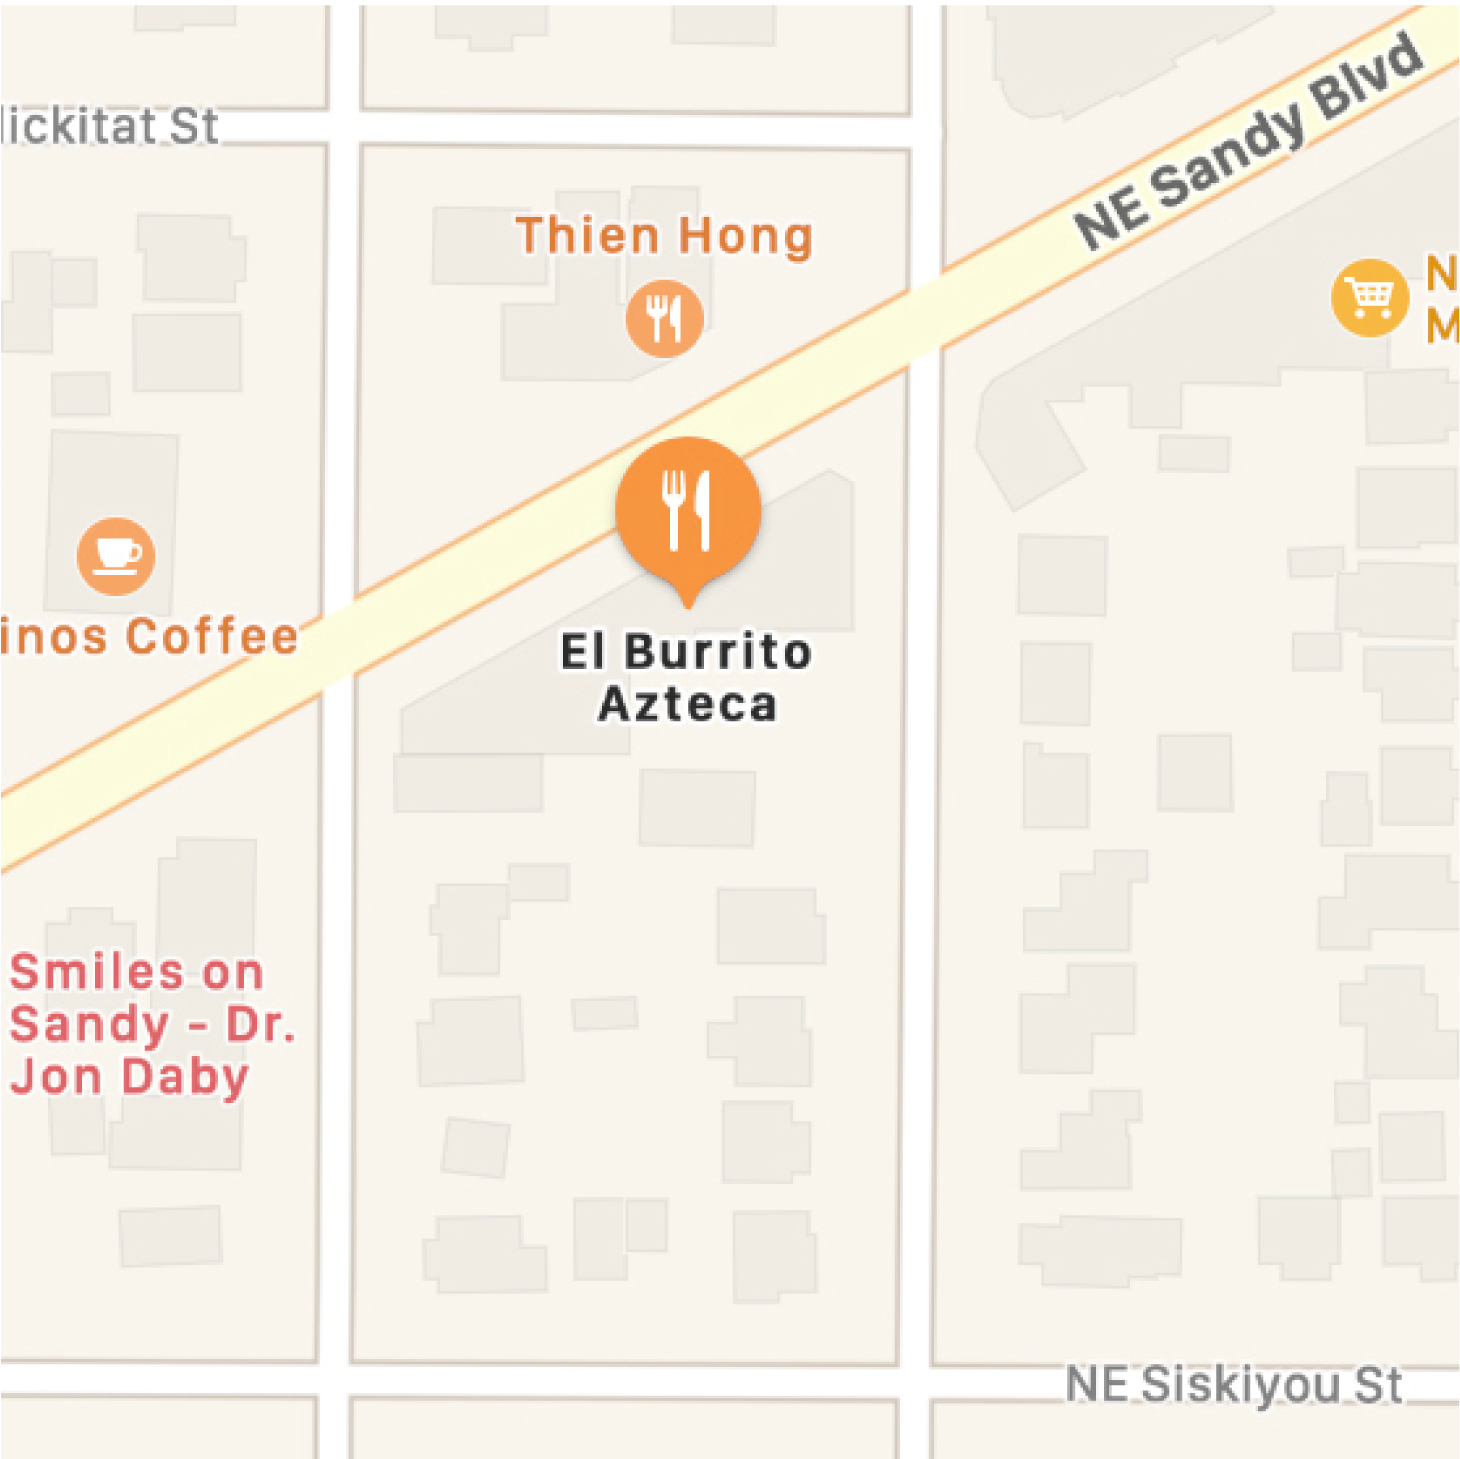 lickitat St
NE Sandy Blvd
Thien Hong
N
M
El Burrito
Azteca
inos Coffee
Smiles on
Sandy - Dr.
Jon Daby
NE Siskiyou St